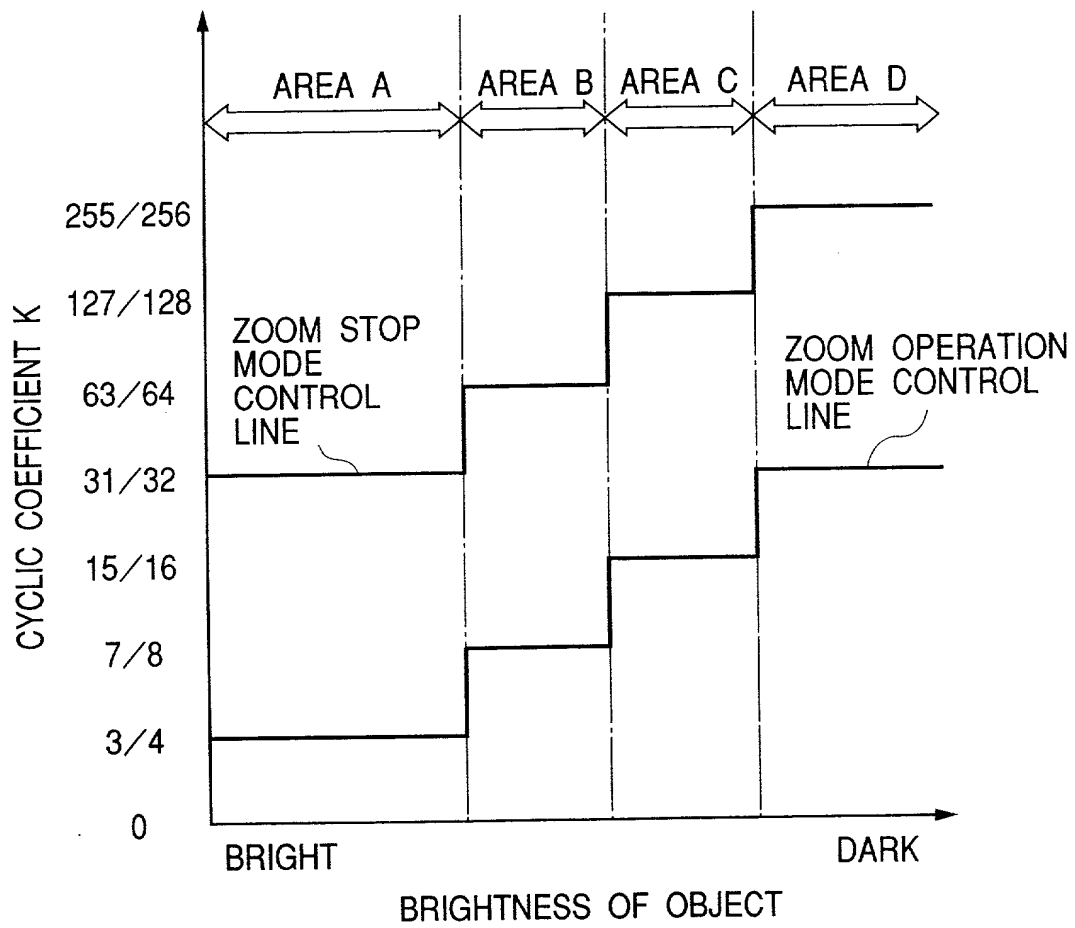 AREA A
AREA B
AREA C
AREA D
255/256
127/128
63/64
31/32
15/16
7/8
3/4
0
CYCLIC COEFFICIENT K
ZOOM STOP
MODE
CONTROL
LINE
ZOOM OPERATION
MODE CONTROL
LINE
BRIGHT
DARK
BRIGHTNESS OF OBJECT